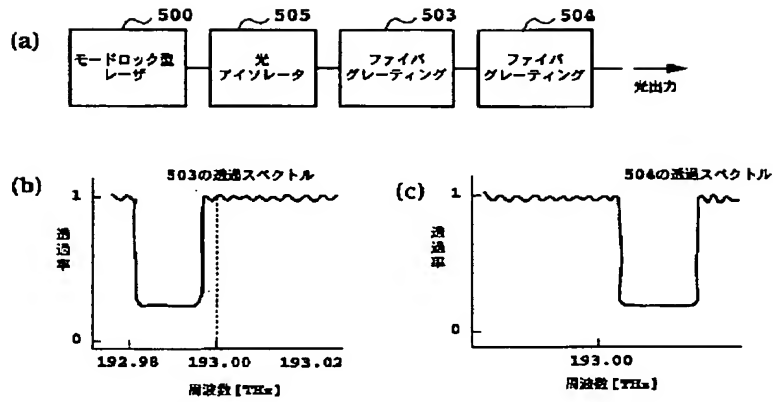 (a)
500
505
503
504
モードロック型
レーザ
光
アイソレータ
ファイバ
グレーティング
ファイバ
グレーティング
光出力
(b)
503の透過スペクトル
1
透過率
0
192.98
193.00
193.02
周波数[THz]
(c)
504の透過スペクトル
1
透過率
0
193.00
周波数[THz]